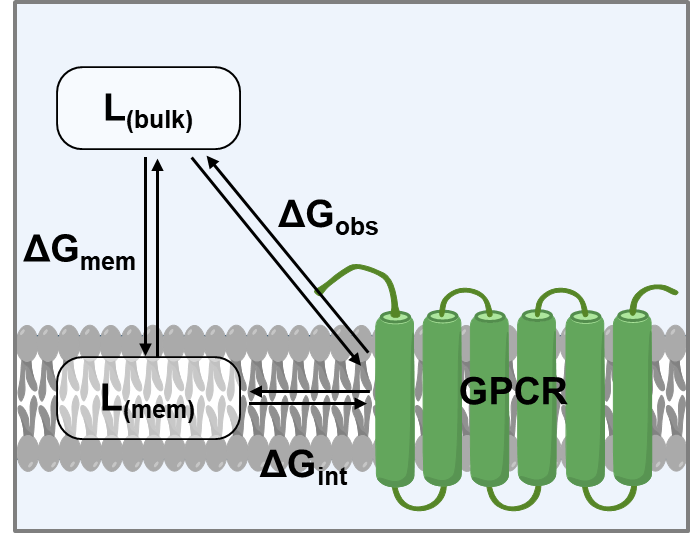 L(bulk)
ΔGobs
ΔGmem
GPCR
L(mem)
ΔGint